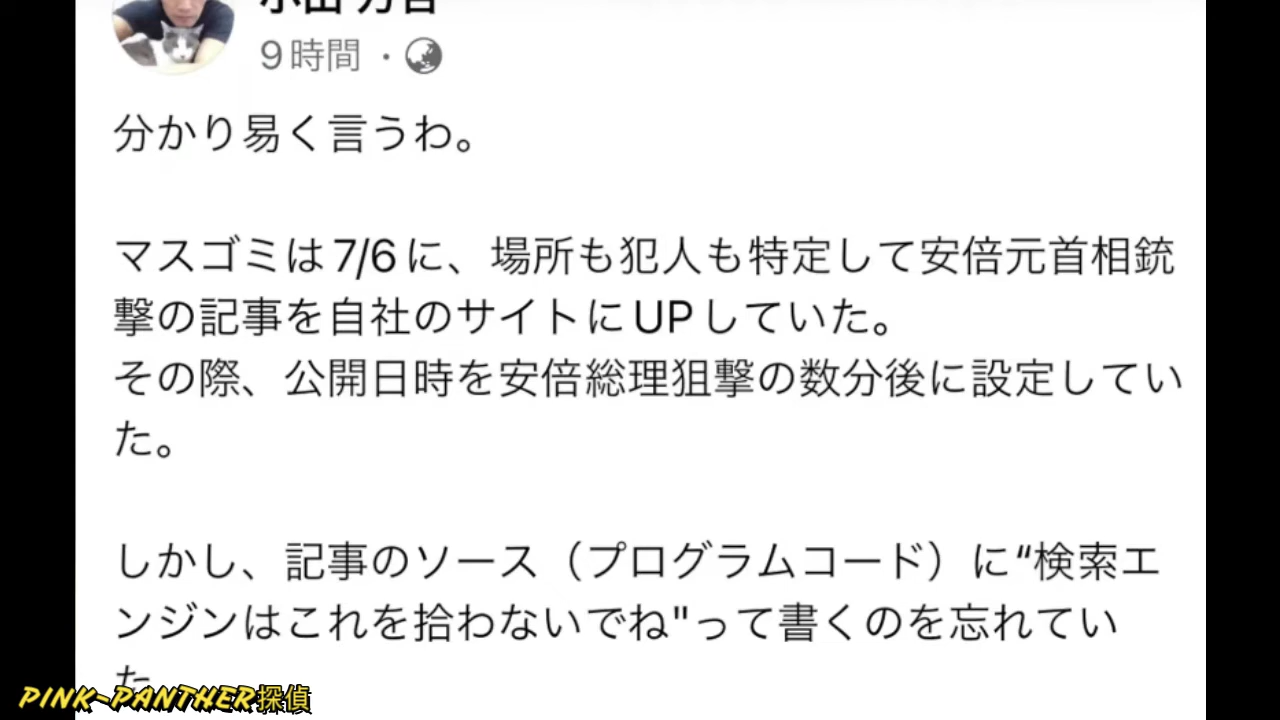 9時間 ·
分かり易く言うわ。
マスゴミは7/6に、場所も犯人も特定して安倍元首相銃
撃の記事を自社のサイトにUPしていた。
その際、公開日時を安倍総理狙撃の数分後に設定してい
た。
しかし、記事のソース（プログラムコード）に“検索エ
ンジンはこれを拾わないでね"って書くのを忘れてい
た
PINK-PANTHER探偵